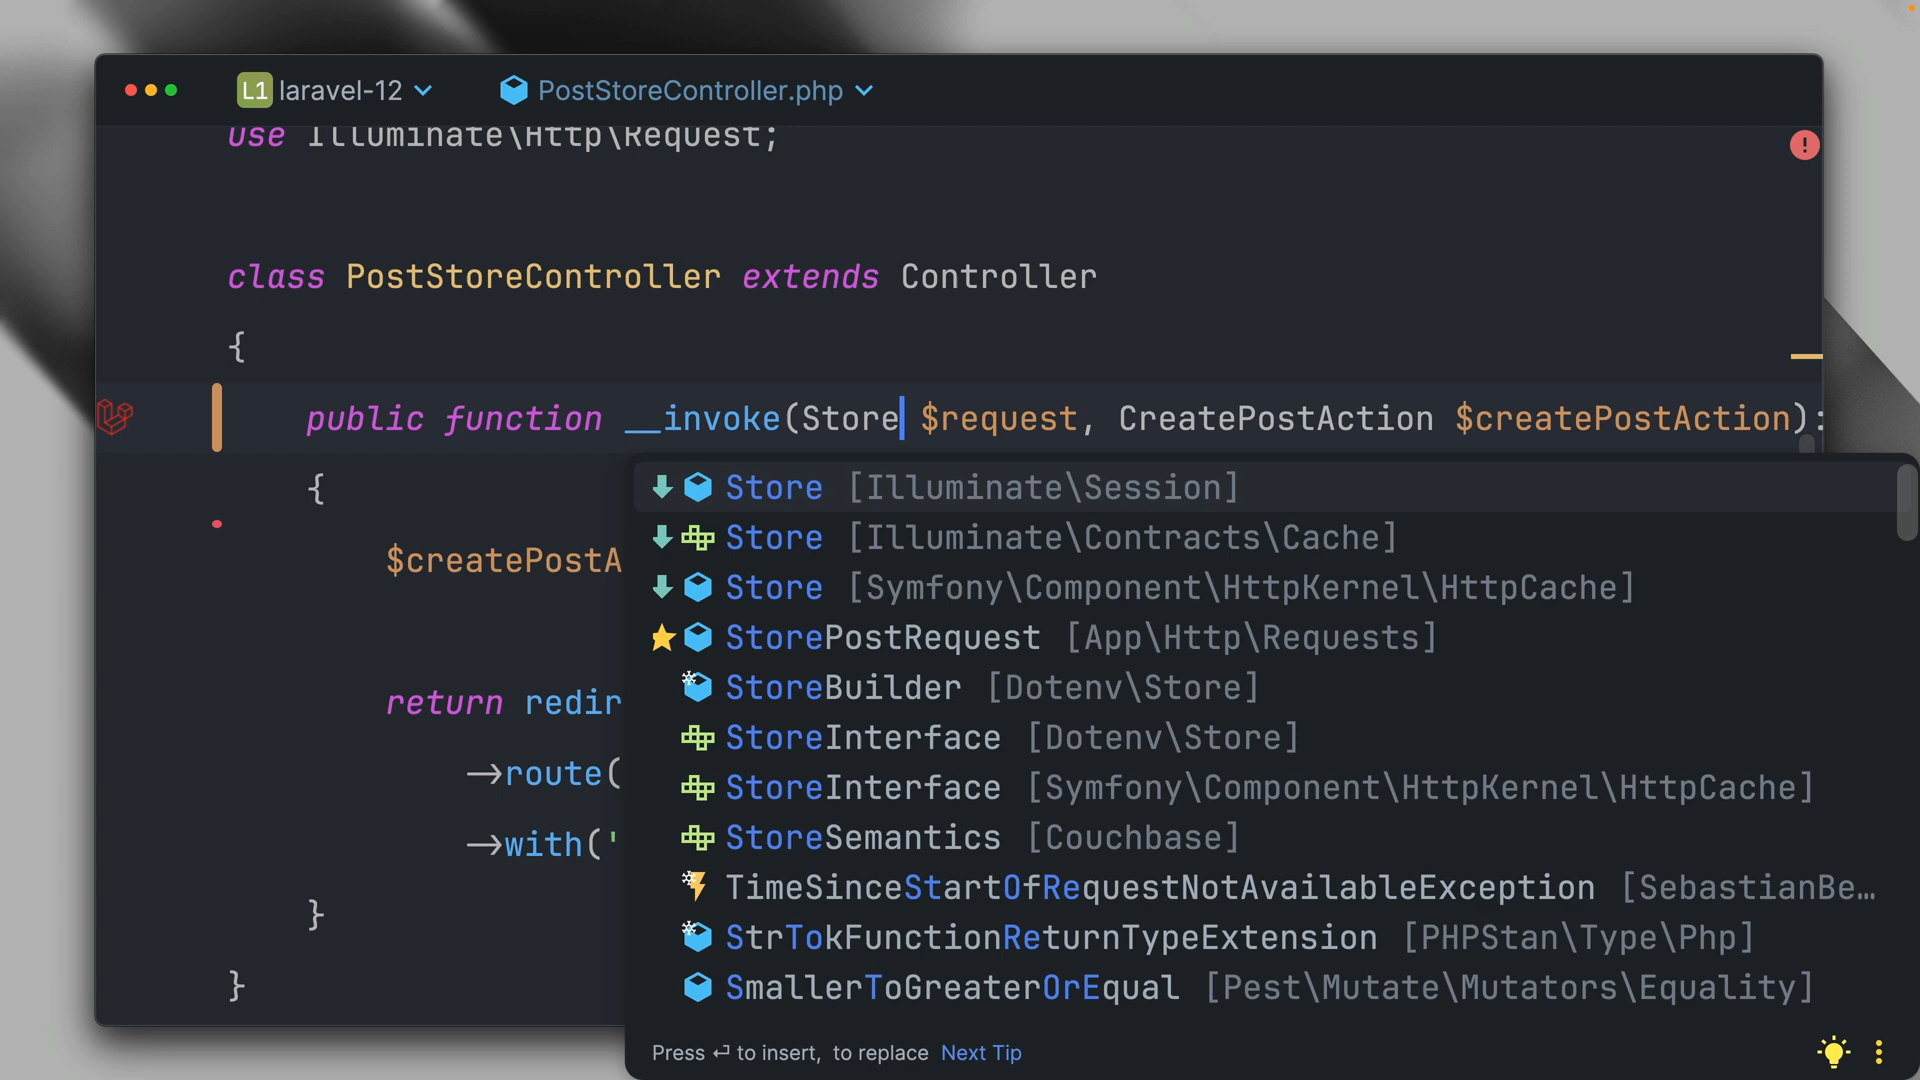 L1 laravel-12 PostStoreController.php
use Illuminate\Http\Request;
class PostStoreController extends Controller
{
public function __invoke(Store $request, CreatePostAction $createPostAction):
{
$createPostA
return redir
→route(
→with('
}
}
Store [Illuminate\Session]
Store [Illuminate\Contracts\Cache]
Store [Symfony\Component\HttpKernel\HttpCache]
StorePostRequest [App\Http\Requests]
StoreBuilder [Dotenv\Store]
StoreInterface [Dotenv\Store]
StoreInterface [Symfony\Component\HttpKernel\HttpCache]
StoreSemantics [Couchbase]
TimeSinceStartOfRequestNotAvailableException [SebastianBe…
StrTokFunctionReturnTypeExtension [PHPStan\Type\Php]
SmallerToGreaterOrEqual [Pest\Mutate\Mutators\Equality]
Press ⏎ to insert, to replace Next Tip